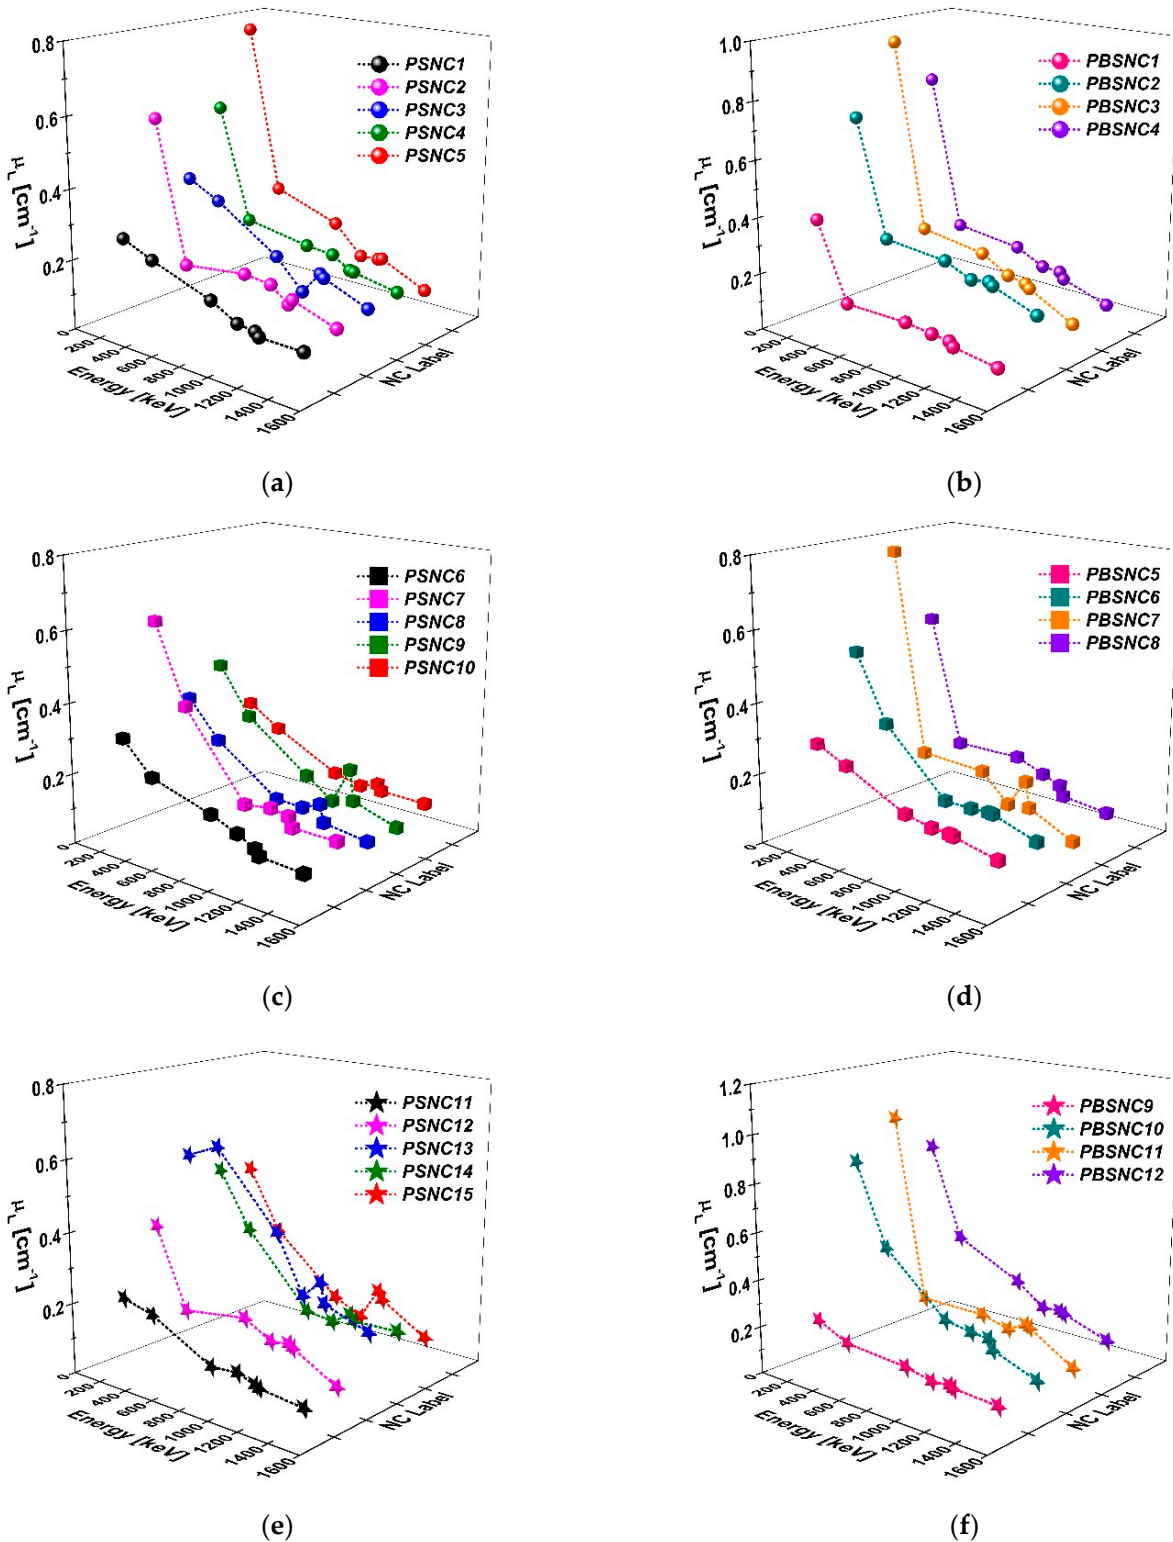 0.8
0.6
0.4
0.2
0
μL [cm-1]
200
400
600
800
1000
1200
1400
1600
Energy [keV]
NC Label
PSNC1
PSNC2
PSNC3
PSNC4
PSNC5
(a)
1.0
0.8
0.6
0.4
0.2
0
μL [cm-1]
200
400
600
800
1000
1200
1400
1600
Energy [keV]
NC Label
PBSNC1
PBSNC2
PBSNC3
PBSNC4
(b)
0.8
0.6
0.4
0.2
0
μL [cm-1]
200
400
600
800
1000
1200
1400
1600
Energy [keV]
NC Label
PSNC6
PSNC7
PSNC8
PSNC9
PSNC10
(c)
0.8
0.6
0.4
0.2
0
μL [cm-1]
200
400
600
800
1000
1200
1400
1600
Energy [keV]
NC Label
PBSNC5
PBSNC6
PBSNC7
PBSNC8
(d)
0.8
0.6
0.4
0.2
0
μL [cm-1]
200
400
600
800
1000
1200
1400
1600
Energy [keV]
NC Label
PSNC11
PSNC12
PSNC13
PSNC14
PSNC15
(e)
1.2
1.0
0.8
0.6
0.4
0.2
0
μL [cm-1]
200
400
600
800
1000
1200
1400
1600
Energy [keV]
NC Label
PBSNC9
PBSNC10
PBSNC11
PBSNC12
(f)